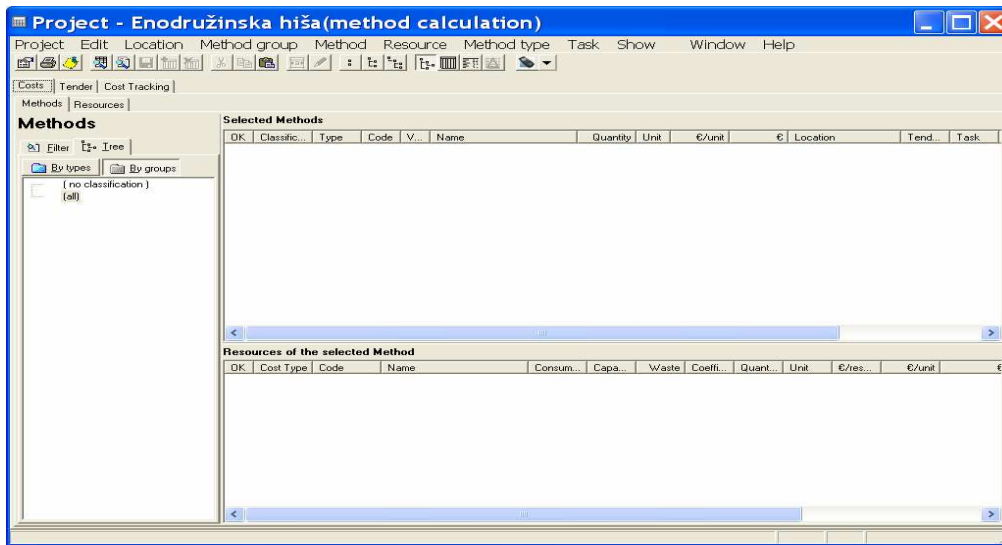 Project - Enodružinska hiša(method calculation)
Project Edit Location Method group Method Resource Method type Task Show Window Help
Costs Tender Cost Tracking
Methods Resources
Methods
Filter Tree
By types By groups
( no classification )
(all)
Selected Methods
OK Classific... Type Code V... Name Quantity Unit €/unit € Location Tend... Task
Resources of the selected Method
OK Cost Type Code Name Consum... Capa... Waste Coeffi... Quant... Unit €/res... €/unit €